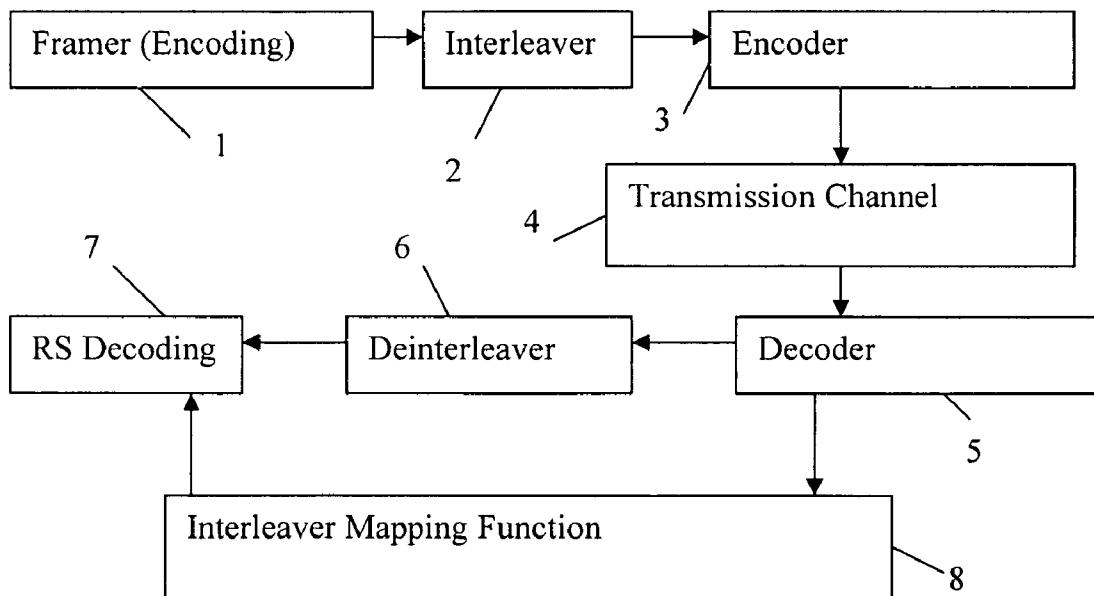 Framer (Encoding)
Interleaver
Encoder
1
2
3
Transmission Channel
4
7
6
RS Decoding
Deinterleaver
Decoder
5
Interleaver Mapping Function
8